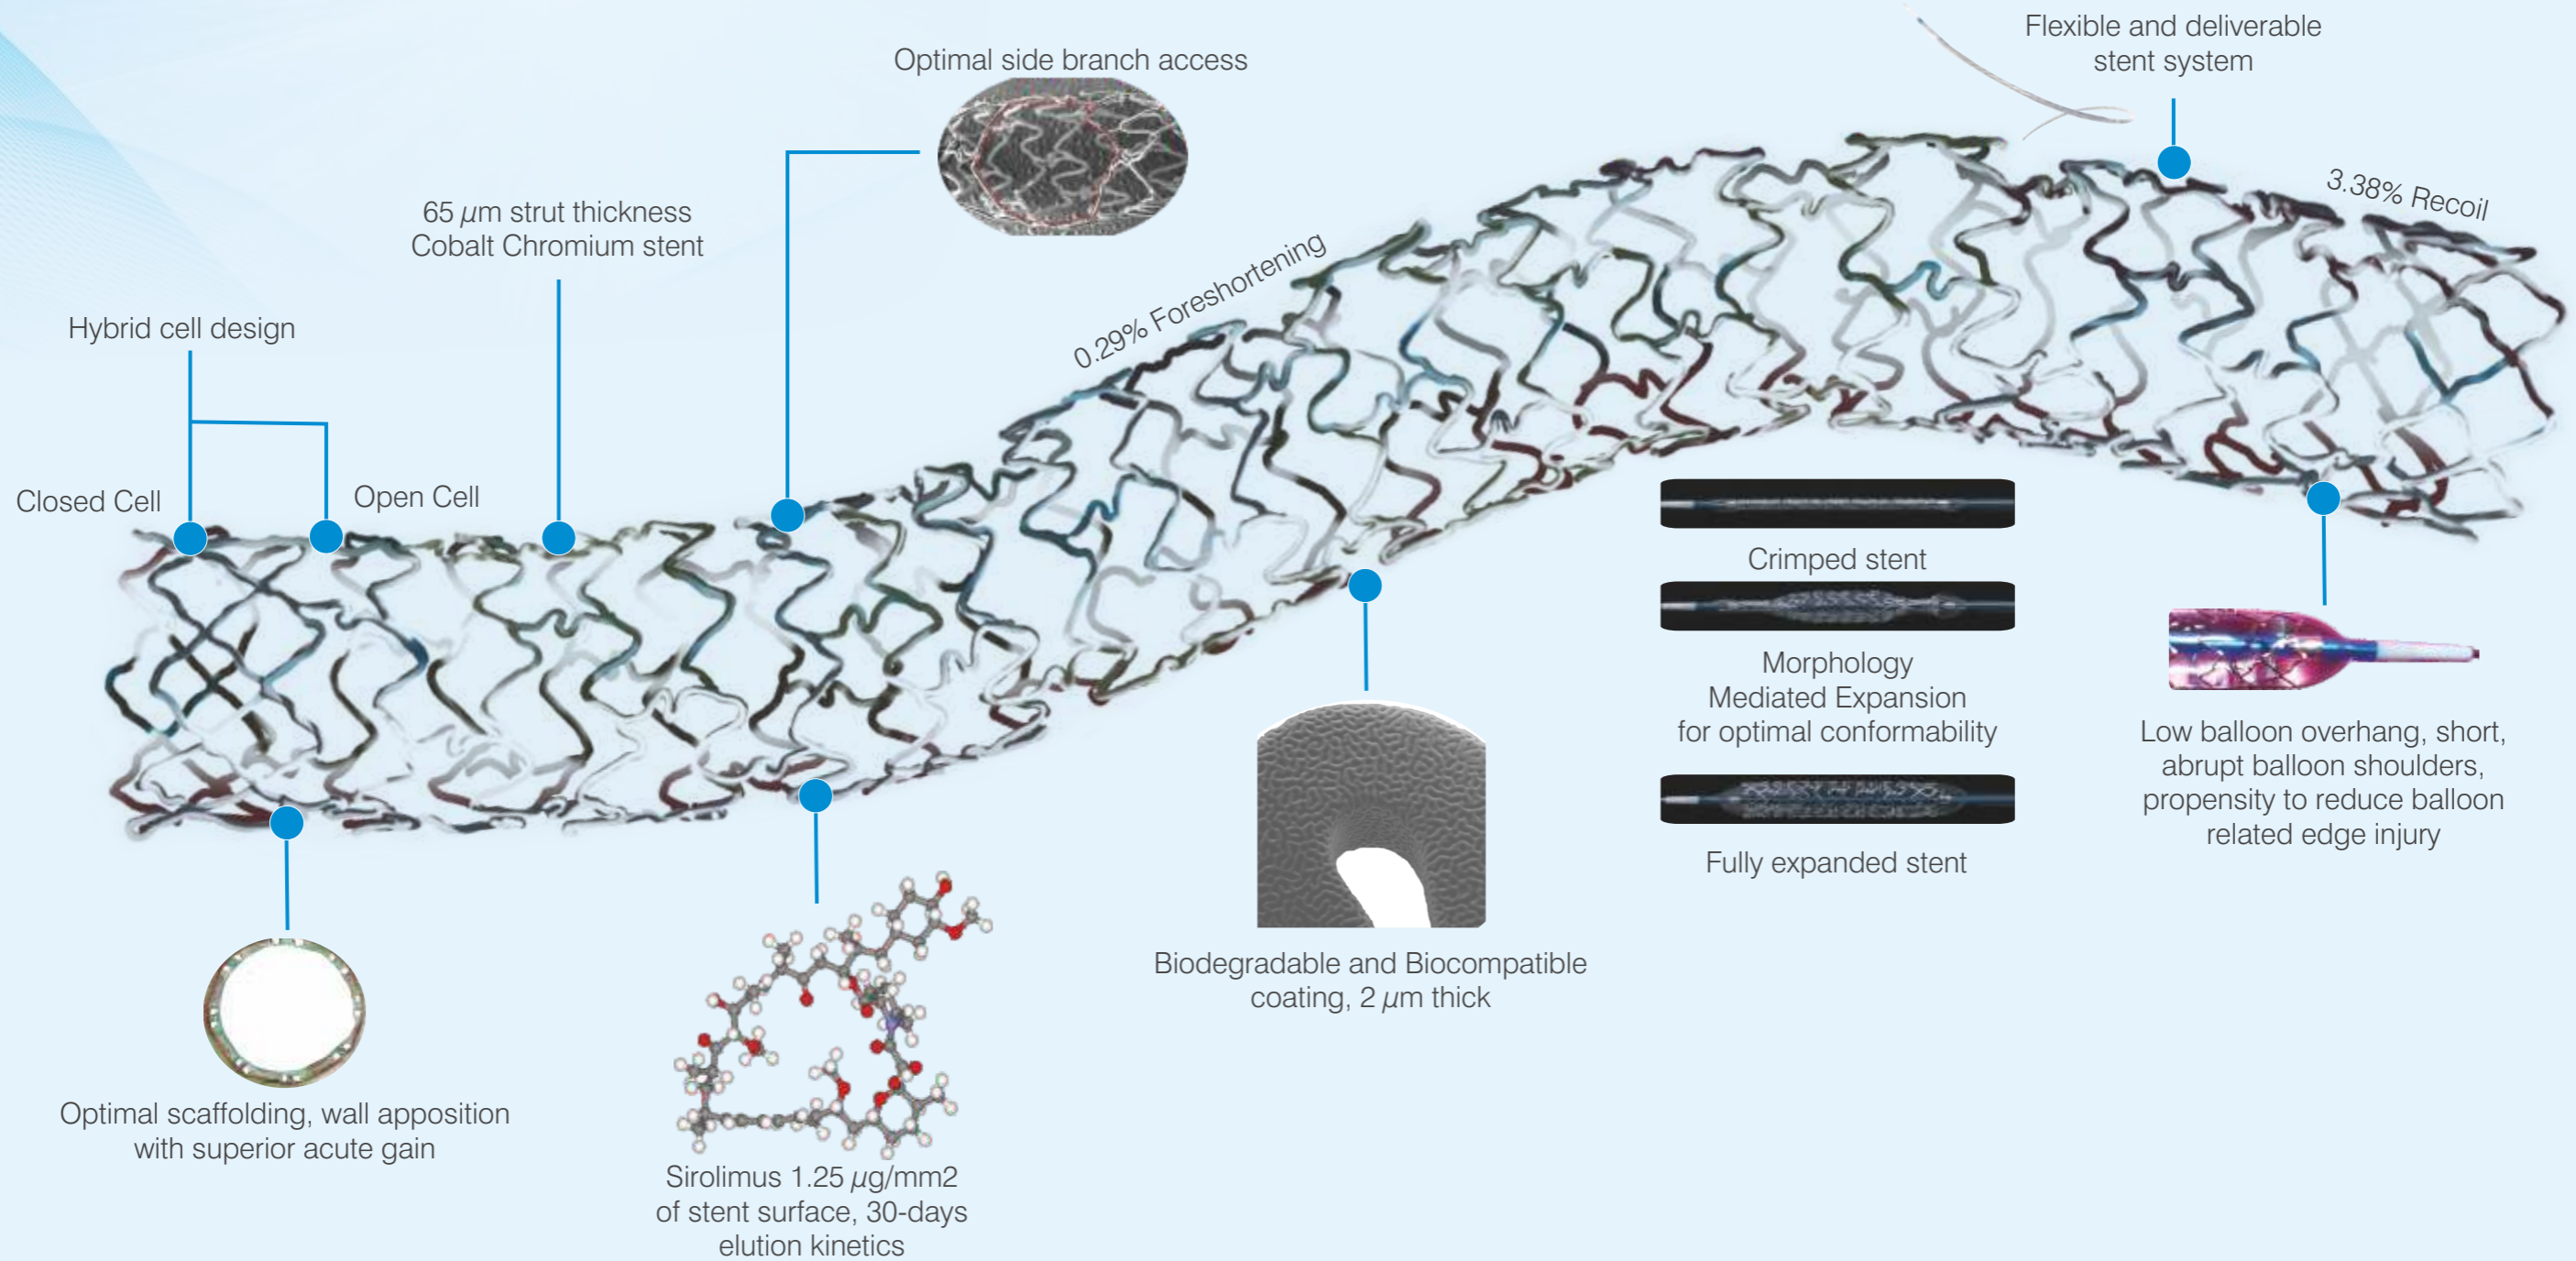 Optimal side branch access
Flexible and deliverable
stent system
3.38% Recoil
65 μm strut thickness
Cobalt Chromium stent
0.29% Foreshortening
Hybrid cell design
Closed Cell
Open Cell
Crimped stent
Morphology
Mediated Expansion
for optimal conformability
Fully expanded stent
Low balloon overhang, short,
abrupt balloon shoulders,
propensity to reduce balloon
related edge injury
Biodegradable and Biocompatible
coating, 2 μm thick
Optimal scaffolding, wall apposition
with superior acute gain
Sirolimus 1.25 μg/mm2
of stent surface, 30-days
elution kinetics